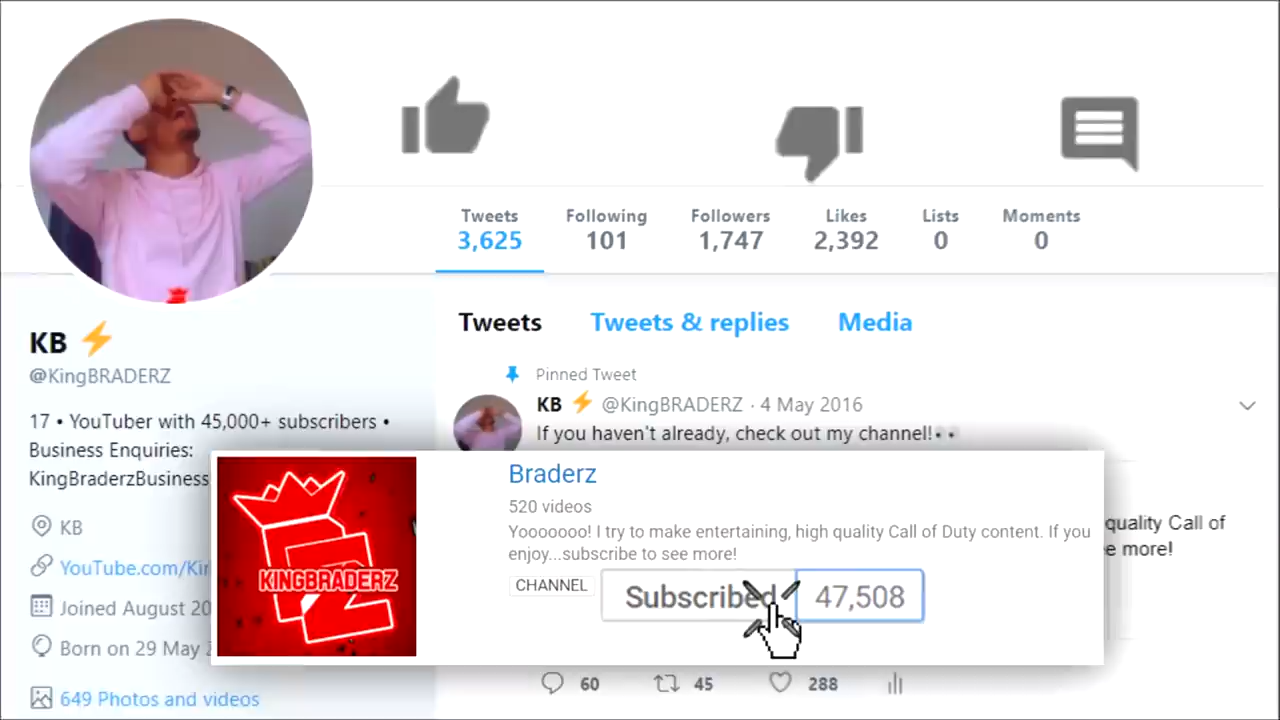 Tweets Following Followers Likes Lists Moments
3,625 101 1,747 2,392 0 0
KB ⚡
@KingBRADERZ
17 • YouTuber with 45,000+ subscribers •
Business Enquiries:
KingBraderzBusiness
KB
YouTube.com/Ki
Joined August 20
Born on 29 May
649 Photos and videos
Tweets Tweets & replies Media
Pinned Tweet
KB ⚡ @KingBRADERZ · 4 May 2016
If you haven't already, check out my channel!
KINGBRADERZ
Braderz
520 videos
Yooooooo! I try to make entertaining, high quality Call of Duty content. If you
enjoy...subscribe to see more!
CHANNEL
Subscribed 47,508
quality Call of
e more!
60 45 288